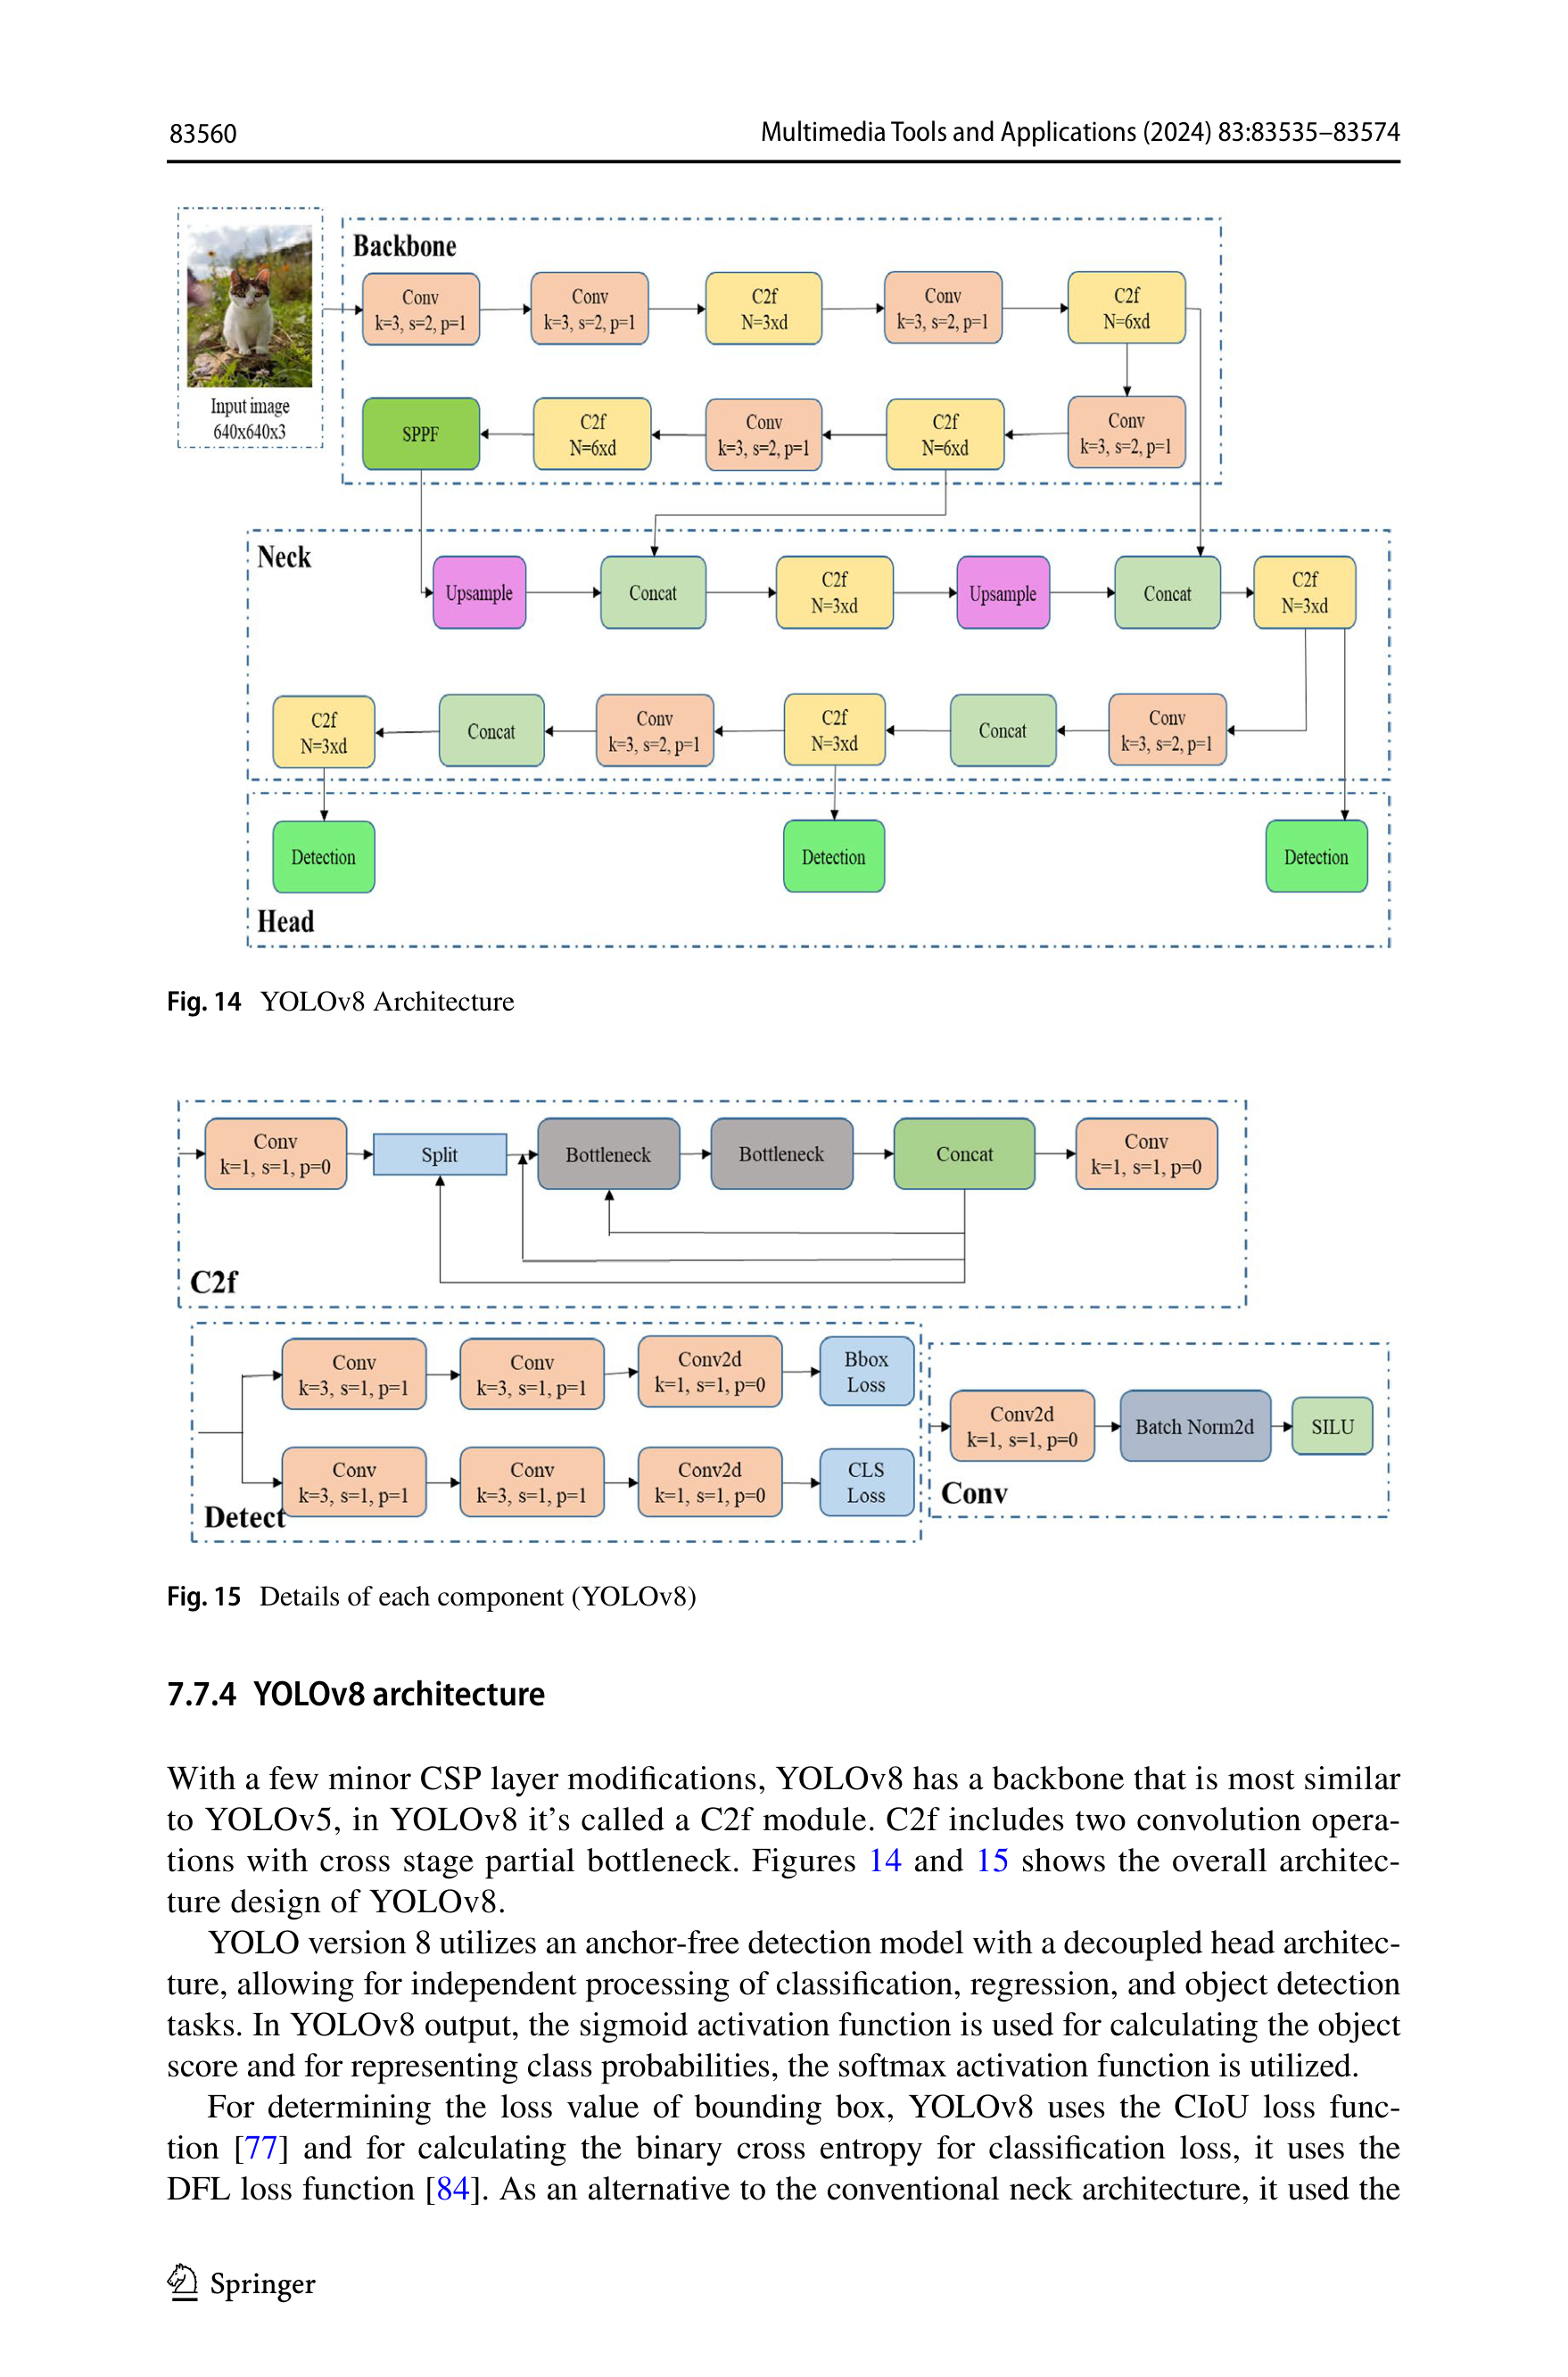 83560
Multimedia Tools and Applications (2024) 83:83535–83574
Backbone
Conv
k=3, s=2, p=1
Conv
k=3, s=2, p=1
C2f
N=3xd
Conv
k=3, s=2, p=1
C2f
N=6xd
Input image
640x640x3
SPPF
C2f
N=6xd
Conv
k=3, s=2, p=1
C2f
N=6xd
Conv
k=3, s=2, p=1
Neck
Upsample
Concat
C2f
N=3xd
Upsample
Concat
C2f
N=3xd
C2f
N=3xd
Concat
Conv
k=3, s=2, p=1
C2f
N=3xd
Concat
Conv
k=3, s=2, p=1
Detection
Detection
Detection
Head
Fig. 14 YOLOv8 Architecture
Conv
k=1, s=1, p=0
Split
Bottleneck
Bottleneck
Concat
Conv
k=1, s=1, p=0
C2f
Conv
k=3, s=1, p=1
Conv
k=3, s=1, p=1
Conv2d
k=1, s=1, p=0
Bbox
Loss
Conv
k=3, s=1, p=1
Conv
k=3, s=1, p=1
Conv2d
k=1, s=1, p=0
CLS
Loss
Detect
Conv2d
k=1, s=1, p=0
Batch Norm2d
SILU
Conv
Fig. 15 Details of each component (YOLOv8)
7.7.4 YOLOv8 architecture
With a few minor CSP layer modifications, YOLOv8 has a backbone that is most similar
to YOLOv5, in YOLOv8 it’s called a C2f module. C2f includes two convolution opera-
tions with cross stage partial bottleneck. Figures 14 and 15 shows the overall architec-
ture design of YOLOv8.
YOLO version 8 utilizes an anchor-free detection model with a decoupled head architec-
ture, allowing for independent processing of classification, regression, and object detection
tasks. In YOLOv8 output, the sigmoid activation function is used for calculating the object
score and for representing class probabilities, the softmax activation function is utilized.
For determining the loss value of bounding box, YOLOv8 uses the CIoU loss func-
tion [77] and for calculating the binary cross entropy for classification loss, it uses the
DFL loss function [84]. As an alternative to the conventional neck architecture, it used the
Springer